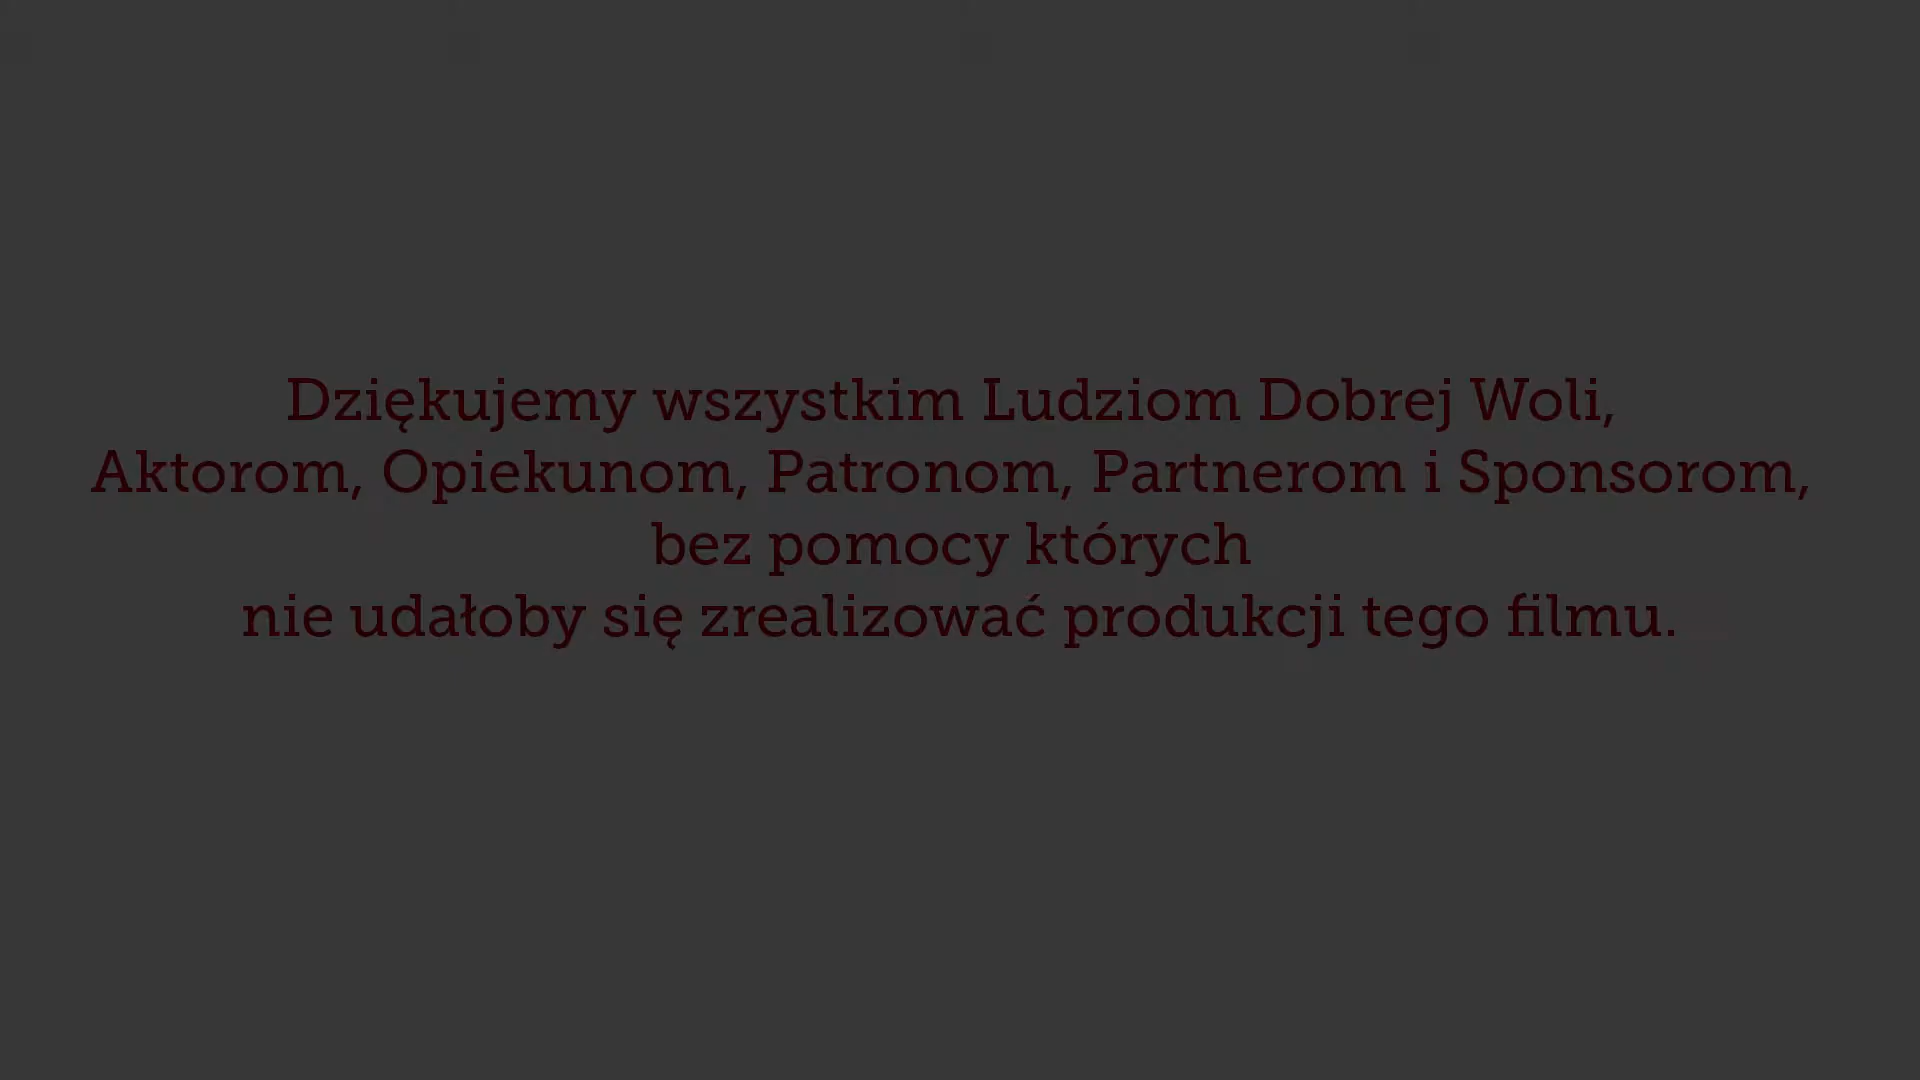 Dziękujemy wszystkim Ludziom Dobrej Woli,
Aktorom, Opiekunom, Patronom, Partnerom i Sponsorom,
bez pomocy których
nie udałoby się zrealizować produkcji tego filmu.